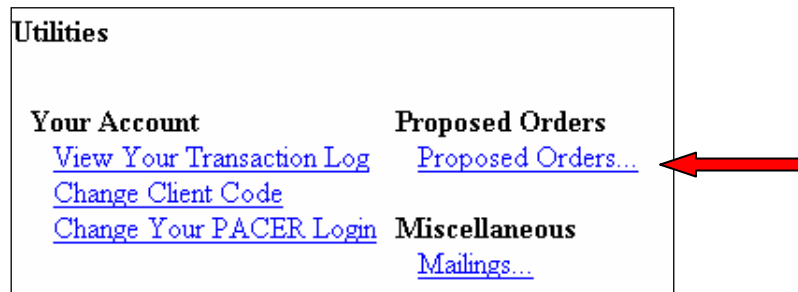 Utilities
Your Account
View Your Transaction Log
Change Client Code
Change Your PACER Login
Proposed Orders
Proposed Orders...
Miscellaneous
Mailings...